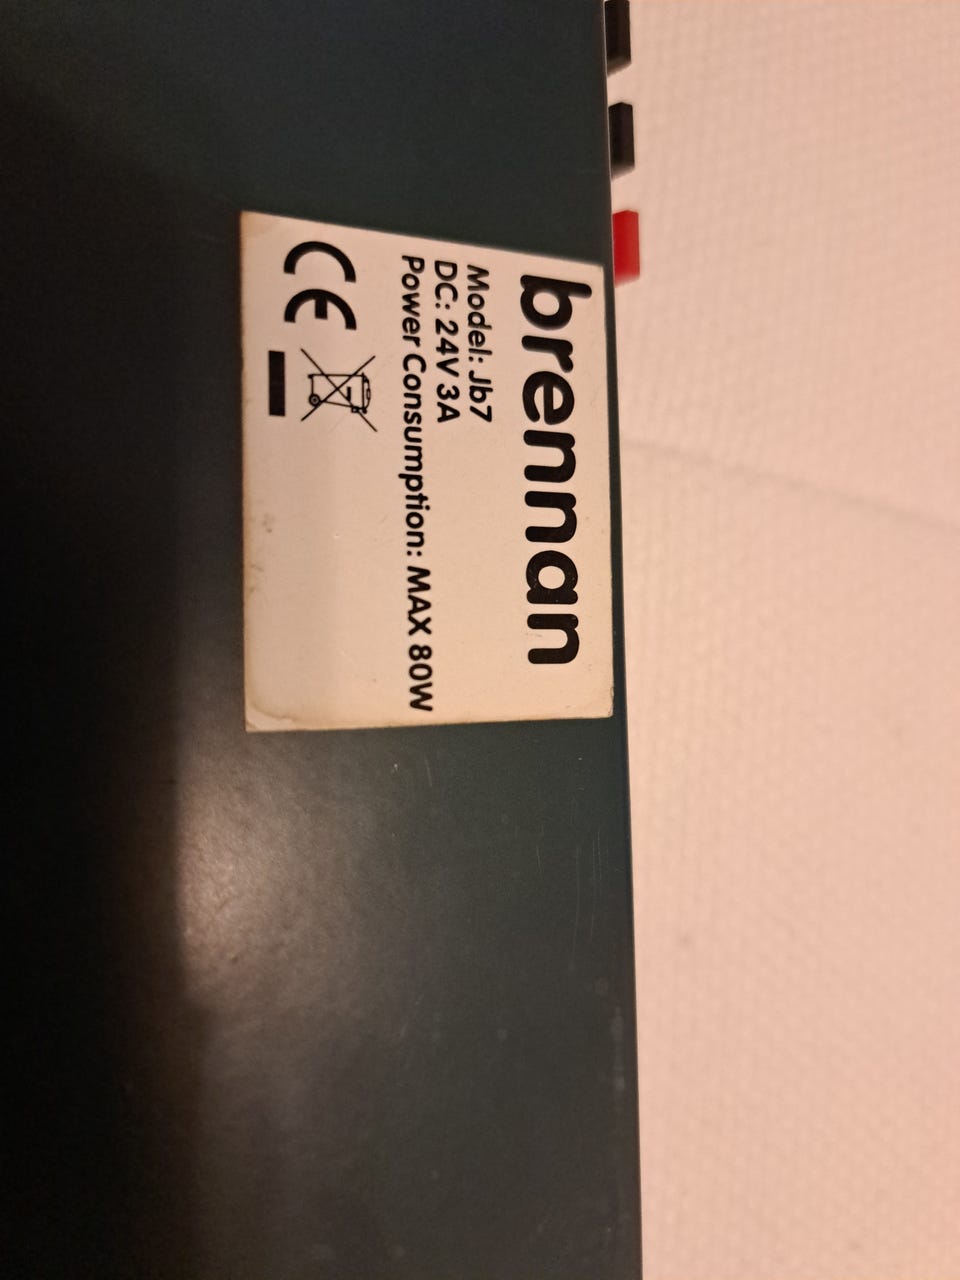 brennan
Model: Jb7
DC: 24V 3A
Power Consumption: MAX 80W
CE